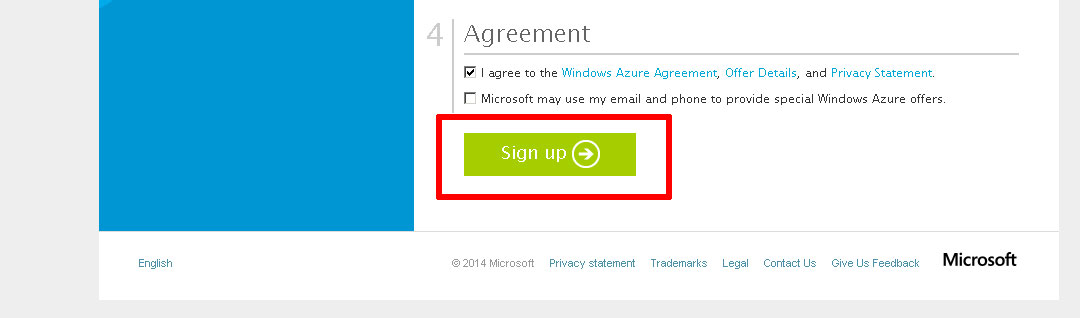 4 Agreement
I agree to the Windows Azure Agreement, Offer Details, and Privacy Statement.
Microsoft may use my email and phone to provide special Windows Azure offers.
Sign up
English © 2014 Microsoft Privacy statement Trademarks Legal Contact Us Give Us Feedback Microsoft